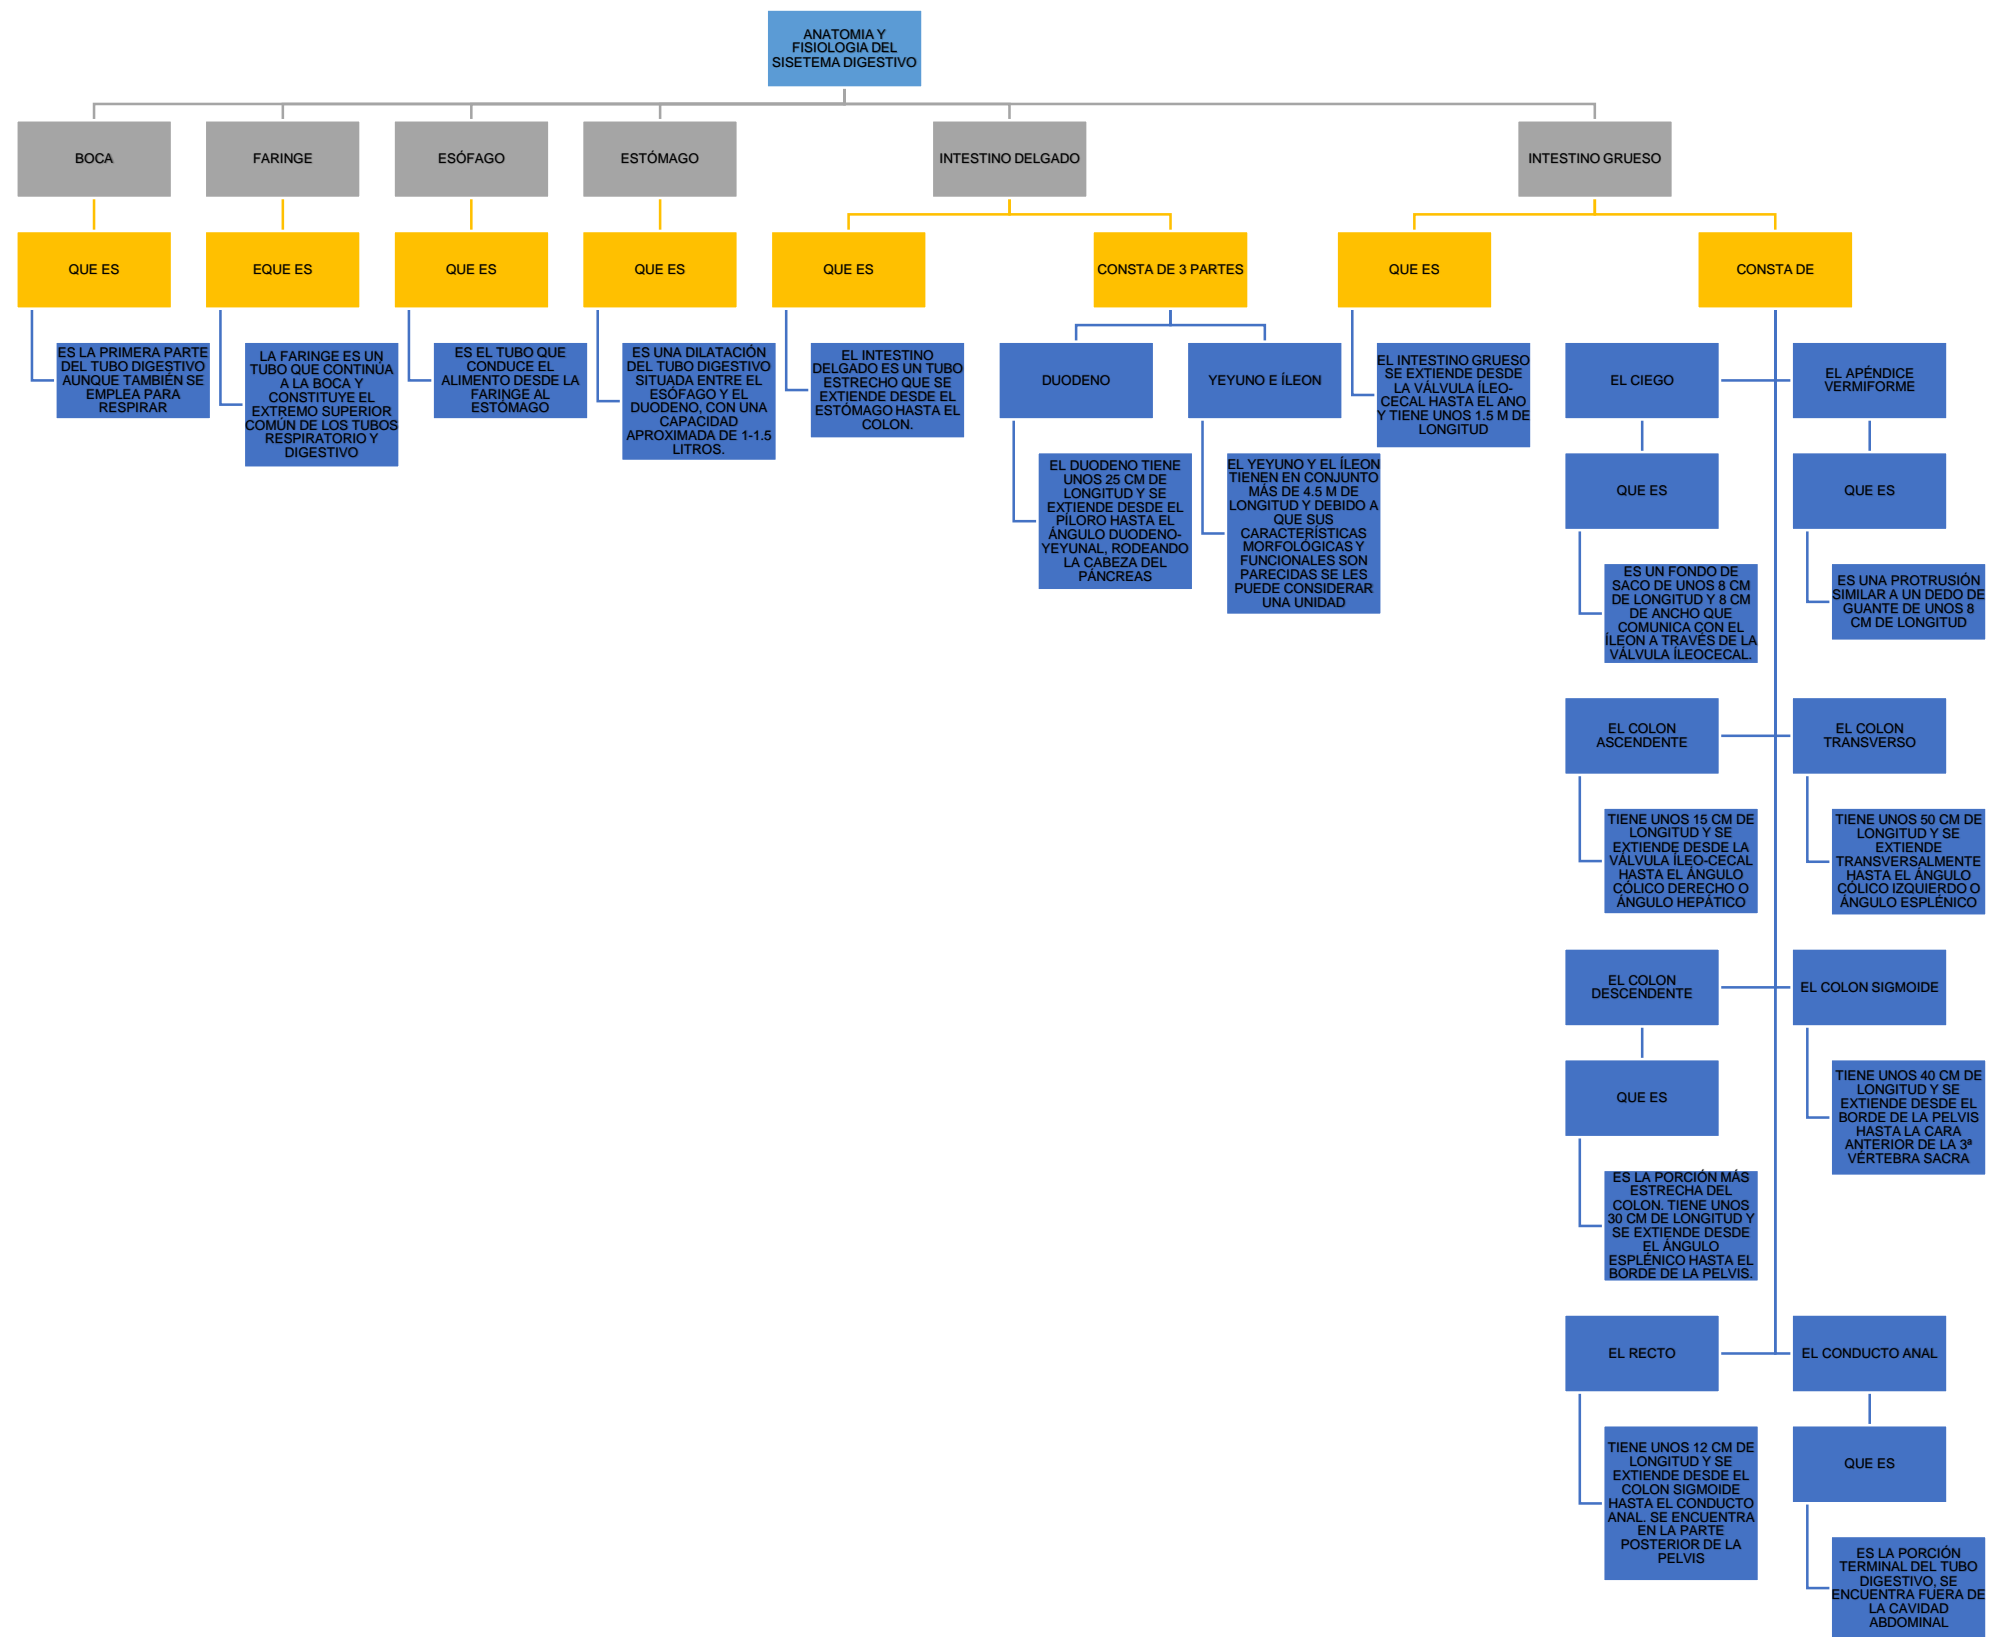 ANATOMIA Y
FISIOLOGIA DEL
SISETEMA DIGESTIVO
BOCA
FARINGE
ESÓFAGO
ESTÓMAGO
INTESTINO DELGADO
INTESTINO GRUESO
QUE ES
EQUE ES
QUE ES
QUE ES
QUE ES
CONSTA DE 3 PARTES
QUE ES
CONSTA DE
ES LA PRIMERA PARTE
DEL TUBO DIGESTIVO
AUNQUE TAMBIÉN SE
EMPLEA PARA
RESPIRAR
LA FARINGE ES UN
TUBO QUE CONTINÚA
A LA BOCA Y
CONSTITUYE EL
EXTREMO SUPERIOR
COMÚN DE LOS TUBOS
RESPIRATORIO Y
DIGESTIVO
ES EL TUBO QUE
CONDUCE EL
ALIMENTO DESDE LA
FARINGE AL
ESTÓMAGO
ES UNA DILATACIÓN
DEL TUBO DIGESTIVO
SITUADA ENTRE EL
ESÓFAGO Y EL
DUODENO, CON UNA
CAPACIDAD
APROXIMADA DE 1-1.5
LITROS.
EL INTESTINO
DELGADO ES UN TUBO
ESTRECHO QUE SE
EXTIENDE DESDE EL
ESTÓMAGO HASTA EL
COLON.
DUODENO
YEYUNO E ÍLEON
EL INTESTINO GRUESO
SE EXTIENDE DESDE
LA VÁLVULA ÍLEO-
CECAL HASTA EL ANO
Y TIENE UNOS 1.5 M DE
LONGITUD
EL CIEGO
EL APÉNDICE
VERMIFORME
EL DUODENO TIENE
UNOS 25 CM DE
LONGITUD Y SE
EXTIENDE DESDE EL
PÍLORO HASTA EL
ÁNGULO DUODENO-
YEYUNAL, RODEANDO
LA CABEZA DEL
PÁNCREAS
EL YEYUNO Y EL ÍLEON
TIENEN EN CONJUNTO
MÁS DE 4.5 M DE
LONGITUD Y DEBIDO A
QUE SUS
CARACTERÍSTICAS
MORFOLÓGICAS Y
FUNCIONALES SON
PARECIDAS SE LES
PUEDE CONSIDERAR
UNA UNIDAD
QUE ES
QUE ES
ES UN FONDO DE
SACO DE UNOS 8 CM
DE LONGITUD Y 8 CM
DE ANCHO QUE
COMUNICA CON EL
ÍLEON A TRAVÉS DE LA
VÁLVULA ÍLEOCECAL.
ES UNA PROTRUSIÓN
SIMILAR A UN DEDO DE
GUANTE DE UNOS 8
CM DE LONGITUD
EL COLON
ASCENDENTE
EL COLON
TRANSVERSO
TIENE UNOS 15 CM DE
LONGITUD Y SE
EXTIENDE DESDE LA
VÁLVULA ÍLEO-CECAL
HASTA EL ÁNGULO
CÓLICO DERECHO O
ÁNGULO HEPÁTICO
TIENE UNOS 50 CM DE
LONGITUD Y SE
EXTIENDE
TRANSVERSALMENTE
HASTA EL ÁNGULO
CÓLICO IZQUIERDO O
ÁNGULO ESPLÉNICO
EL COLON
DESCENDENTE
EL COLON SIGMOIDE
QUE ES
TIENE UNOS 40 CM DE
LONGITUD Y SE
EXTIENDE DESDE EL
BORDE DE LA PELVIS
HASTA LA CARA
ANTERIOR DE LA 3ª
VÉRTEBRA SACRA
ES LA PORCIÓN MÁS
ESTRECHA DEL
COLON. TIENE UNOS
30 CM DE LONGITUD Y
SE EXTIENDE DESDE
EL ÁNGULO
ESPLÉNICO HASTA EL
BORDE DE LA PELVIS.
EL RECTO
EL CONDUCTO ANAL
TIENE UNOS 12 CM DE
LONGITUD Y SE
EXTIENDE DESDE EL
COLON SIGMOIDE
HASTA EL CONDUCTO
ANAL. SE ENCUENTRA
EN LA PARTE
POSTERIOR DE LA
PELVIS
QUE ES
ES LA PORCIÓN
TERMINAL DEL TUBO
DIGESTIVO, SE
ENCUENTRA FUERA DE
LA CAVIDAD
ABDOMINAL